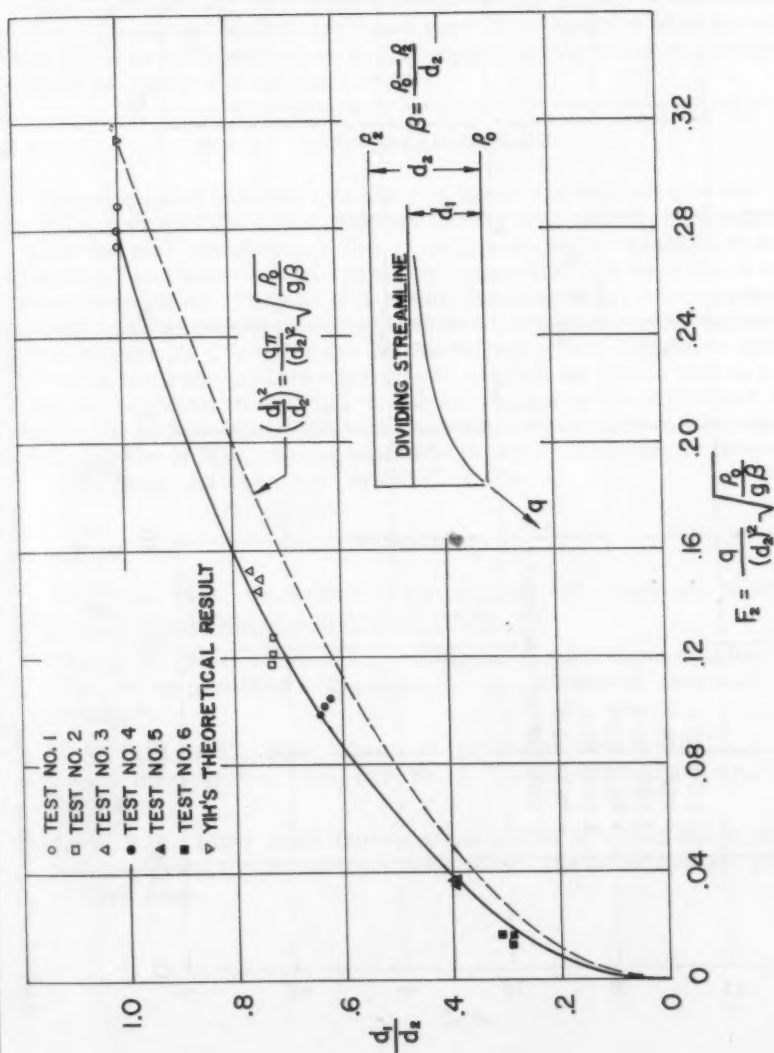 ○ TEST NO. 1
□ TEST NO. 2
△ TEST NO. 3
● TEST NO. 4
▲ TEST NO. 5
■ TEST NO. 6
▽ YIH'S THEORETICAL RESULT
(d₁/d₂)² = qπ/(d₂)² √(ρ₀/gβ)
DIVIDING STREAMLINE
ρ₂
d₁
d₂
ρ₀
β = (ρ₀–ρ₂)/d₂
q
1.0
.8
.6
.4
.2
0
d₁/d₂
0
.04
.08
.12
.16
.20
.24
.28
.32
F₂ = q/(d₂)² √(ρ₀/gβ)